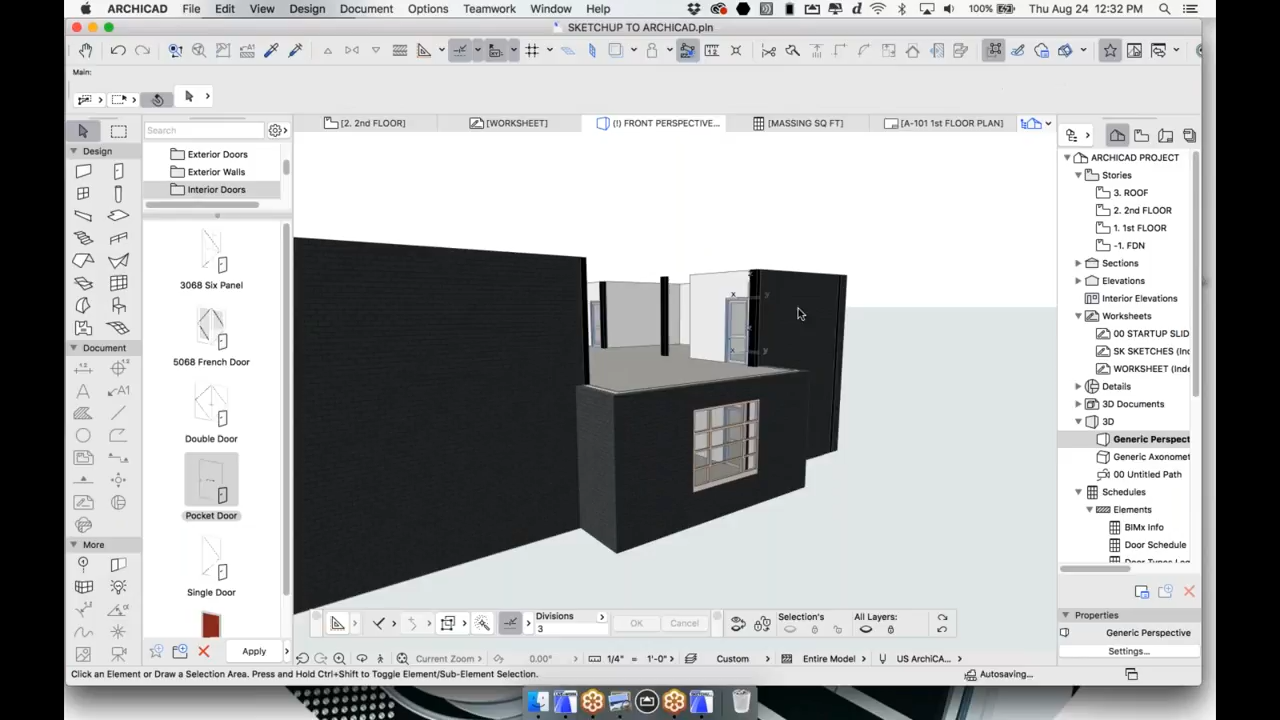 ARCHICAD File Edit View Design Document Options Teamwork Window Help 100% Thu Aug 24 12:32 PM
SKETCHUP TO ARCHICAD.pln
Main:
Search
[2. 2nd FLOOR]
[WORKSHEET]
(!) FRONT PERSPECTIVE...
[MASSING SQ FT]
[A-101 1st FLOOR PLAN]
Design
Document
More
Exterior Doors
Exterior Walls
Interior Doors
3068 Six Panel
5068 French Door
Double Door
Pocket Door
Single Door
Apply
x
y
x
y
ARCHICAD PROJECT
Stories
3. ROOF
2. 2nd FLOOR
1. 1st FLOOR
-1. FDN
Sections
Elevations
Interior Elevations
Worksheets
00 STARTUP SLID
SK SKETCHES (Ind
WORKSHEET (Inde
Details
3D Documents
3D
Generic Perspect
Generic Axonomet
00 Untitled Path
Schedules
Elements
BIMx Info
Door Schedule
Properties
Generic Perspective
Settings...
Divisions
3
OK
Cancel
Selection's
All Layers:
Current Zoom
0.00°
1/4" = 1'-0"
Custom
Entire Model
US ArchiCA...
Click an Element or Draw a Selection Area. Press and Hold Ctrl+Shift to Toggle Element/Sub-Element Selection.
Autosaving...